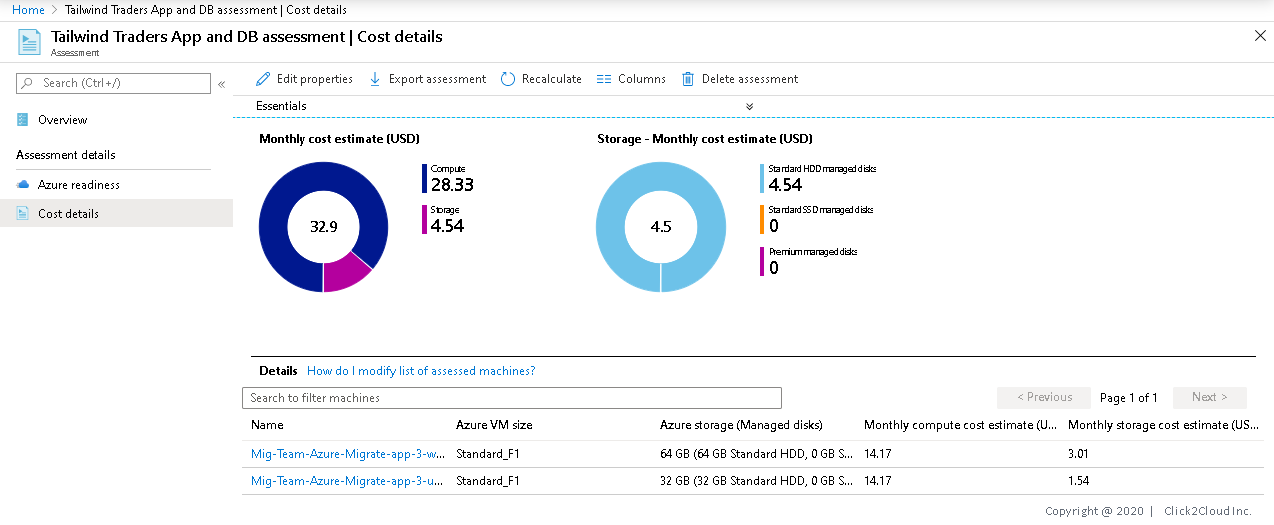 Home > Tailwind Traders App and DB assessment | Cost details
Tailwind Traders App and DB assessment | Cost details
Assessment
Search (Ctrl+/)
«
Overview
Assessment details
Azure readiness
Cost details
Edit properties Export assessment Recalculate Columns Delete assessment
Essentials
Monthly cost estimate (USD)
32.9
Compute
28.33
Storage
4.54
Storage - Monthly cost estimate (USD)
4.5
Standard HDD managed disks
4.54
Standard SSD managed disks
0
Premium managed disks
0
Details How do I modify list of assessed machines?
Search to filter machines
< Previous Page 1 of 1 Next >
Name Azure VM size Azure storage (Managed disks) Monthly compute cost estimate (U... Monthly storage cost estimate (US...
Mig-Team-Azure-Migrate-app-3-w... Standard_F1 64 GB (64 GB Standard HDD, 0 GB S... 14.17 3.01
Mig-Team-Azure-Migrate-app-3-u... Standard_F1 32 GB (32 GB Standard HDD, 0 GB S... 14.17 1.54
Copyright @ 2020 | Click2Cloud Inc.